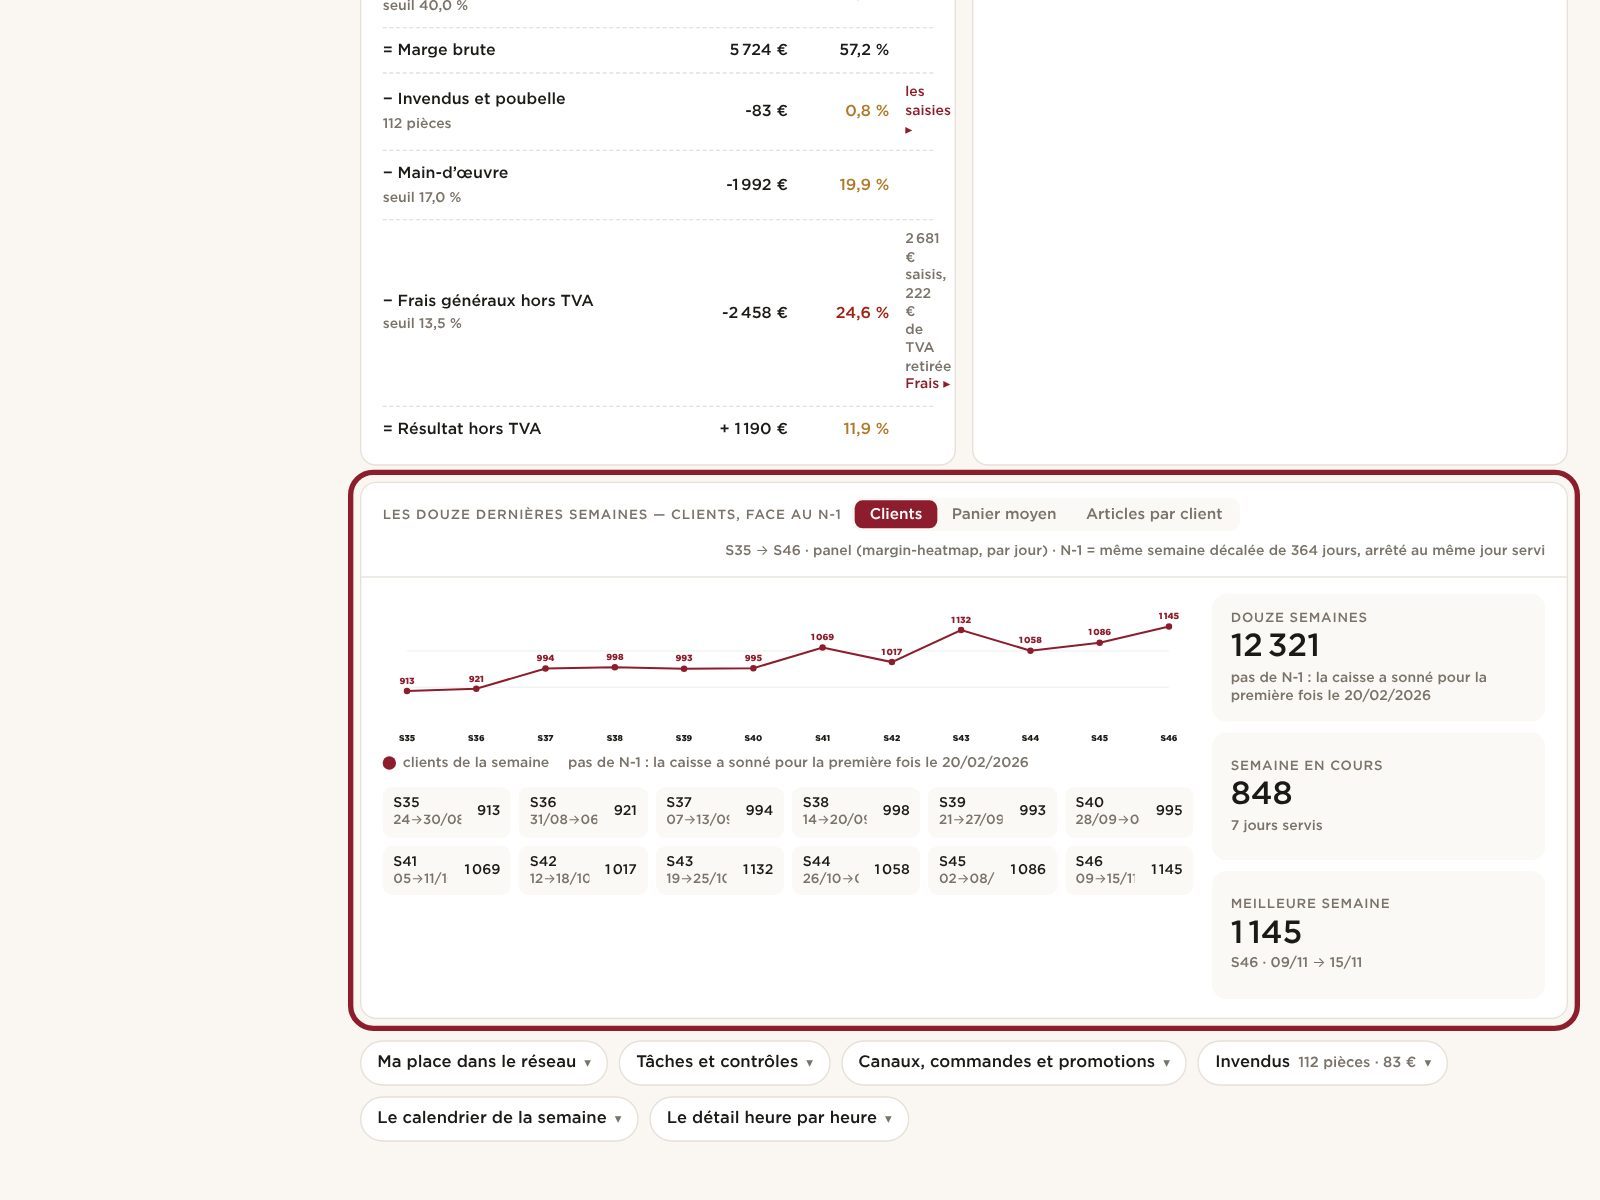 seuil 40,0 %
= Marge brute 5 724 € 57,2 %
− Invendus et poubelle
112 pièces
-83 € 0,8 %
les
saisies
▸
− Main-d’œuvre
seuil 17,0 %
-1 992 € 19,9 %
− Frais généraux hors TVA
seuil 13,5 %
-2 458 € 24,6 %
2 681
€
saisis,
222
€
de
TVA
retirée
Frais ▸
= Résultat hors TVA + 1 190 € 11,9 %
LES DOUZE DERNIÈRES SEMAINES — CLIENTS, FACE AU N-1 Clients Panier moyen Articles par client
S35 → S46 · panel (margin-heatmap, par jour) · N-1 = même semaine décalée de 364 jours, arrêté au même jour servi
913 921 994 998 993 995 1 069 1 017 1 132 1 058 1 086 1 145
S35 S36 S37 S38 S39 S40 S41 S42 S43 S44 S45 S46
clients de la semaine pas de N-1 : la caisse a sonné pour la première fois le 20/02/2026
S35 913 S36 921 S37 994 S38 998 S39 993 S40 995
24→30/08 31/08→06 07→13/09 14→20/09 21→27/09 28/09→0
S41 1 069 S42 1 017 S43 1 132 S44 1 058 S45 1 086 S46 1 145
05→11/1 12→18/10 19→25/10 26/10→0 02→08/ 09→15/11
DOUZE SEMAINES
12 321
pas de N-1 : la caisse a sonné pour la
première fois le 20/02/2026
SEMAINE EN COURS
848
7 jours servis
MEILLEURE SEMAINE
1 145
S46 · 09/11 → 15/11
Ma place dans le réseau ▾ Tâches et contrôles ▾ Canaux, commandes et promotions ▾ Invendus 112 pièces · 83 € ▾
Le calendrier de la semaine ▾ Le détail heure par heure ▾